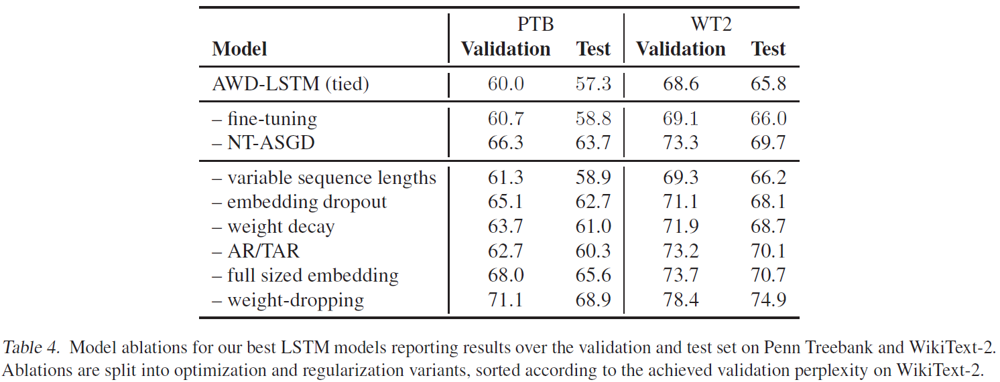 PTB WT2
Model Validation Test Validation Test
AWD-LSTM (tied) 60.0 57.3 68.6 65.8
– fine-tuning 60.7 58.8 69.1 66.0
– NT-ASGD 66.3 63.7 73.3 69.7
– variable sequence lengths 61.3 58.9 69.3 66.2
– embedding dropout 65.1 62.7 71.1 68.1
– weight decay 63.7 61.0 71.9 68.7
– AR/TAR 62.7 60.3 73.2 70.1
– full sized embedding 68.0 65.6 73.7 70.7
– weight-dropping 71.1 68.9 78.4 74.9
Table 4. Model ablations for our best LSTM models reporting results over the validation and test set on Penn Treebank and WikiText-2.
Ablations are split into optimization and regularization variants, sorted according to the achieved validation perplexity on WikiText-2.